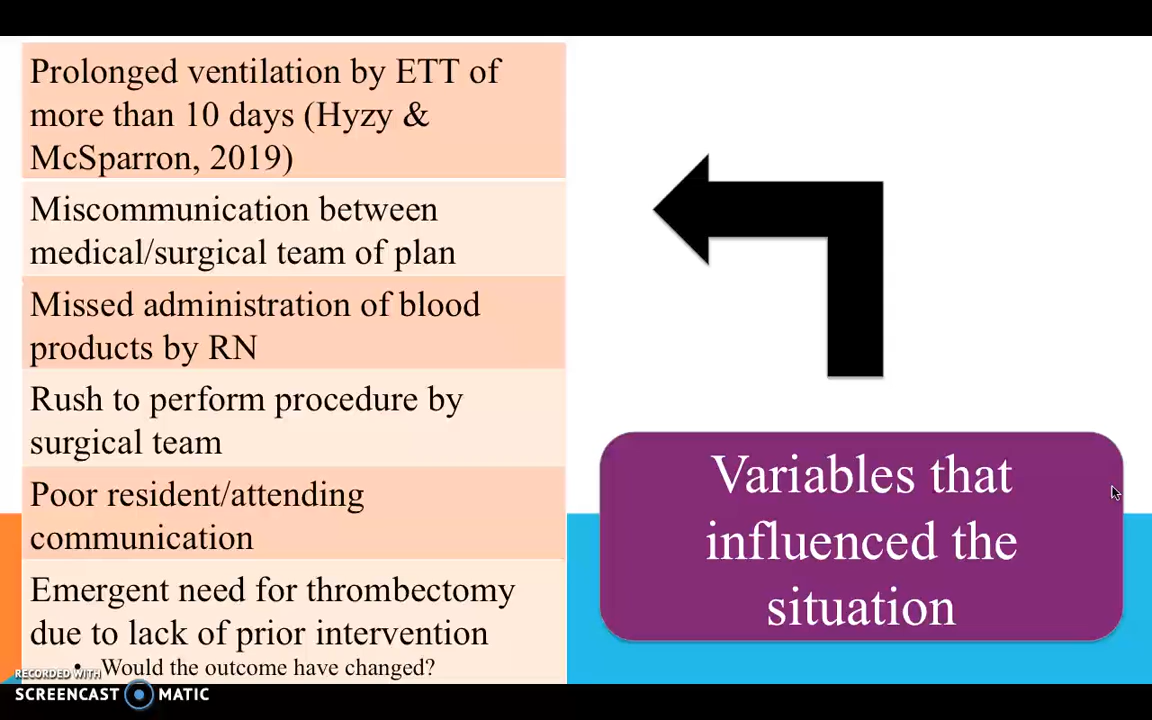 Prolonged ventilation by ETT of
more than 10 days (Hyzy &
McSparron, 2019)
Miscommunication between
medical/surgical team of plan
Missed administration of blood
products by RN
Rush to perform procedure by
surgical team
Poor resident/attending
communication
Emergent need for thrombectomy
due to lack of prior intervention
• Would the outcome have changed?
Variables that
influenced the
situation
RECORDED WITH
SCREENCAST MATIC